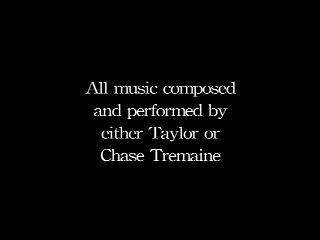 All music composed
and performed by
either Taylor or
Chase Tremaine